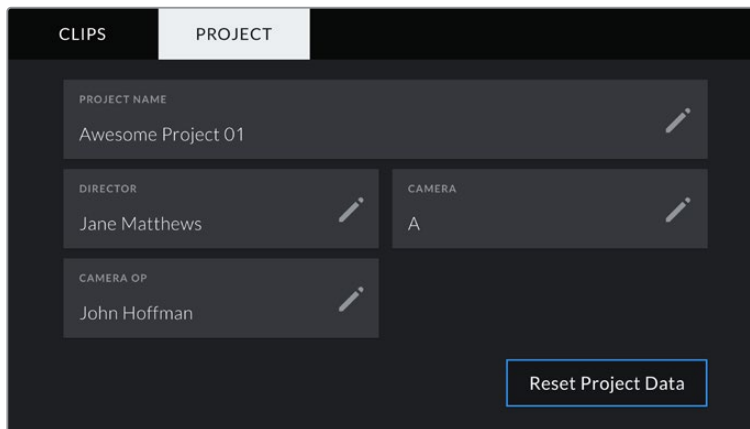 CLIPS PROJECT
PROJECT NAME
Awesome Project 01
DIRECTOR
Jane Matthews
CAMERA
A
CAMERA OP
John Hoffman
Reset Project Data